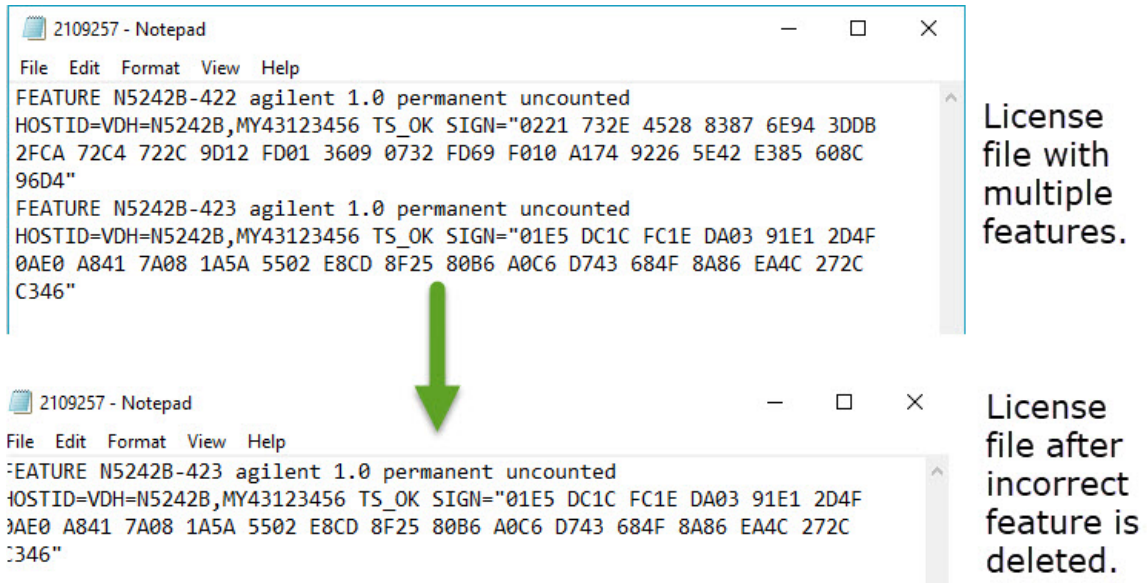 2109257 - Notepad
File Edit Format View Help
FEATURE N5242B-422 agilent 1.0 permanent uncounted
HOSTID=VDH=N5242B,MY43123456 TS_OK SIGN="0221 732E 4528 8387 6E94 3DDB
2FCA 72C4 722C 9D12 FD01 3609 0732 FD69 F010 A174 9226 5E42 E385 608C
96D4"
FEATURE N5242B-423 agilent 1.0 permanent uncounted
HOSTID=VDH=N5242B,MY43123456 TS_OK SIGN="01E5 DC1C FC1E DA03 91E1 2D4F
0AE0 A841 7A08 1A5A 5502 E8CD 8F25 80B6 A0C6 D743 684F 8A86 EA4C 272C
C346"
License
file with
multiple
features.
2109257 - Notepad
File Edit Format View Help
FEATURE N5242B-423 agilent 1.0 permanent uncounted
HOSTID=VDH=N5242B,MY43123456 TS_OK SIGN="01E5 DC1C FC1E DA03 91E1 2D4F
0AE0 A841 7A08 1A5A 5502 E8CD 8F25 80B6 A0C6 D743 684F 8A86 EA4C 272C
C346"
License
file after
incorrect
feature is
deleted.